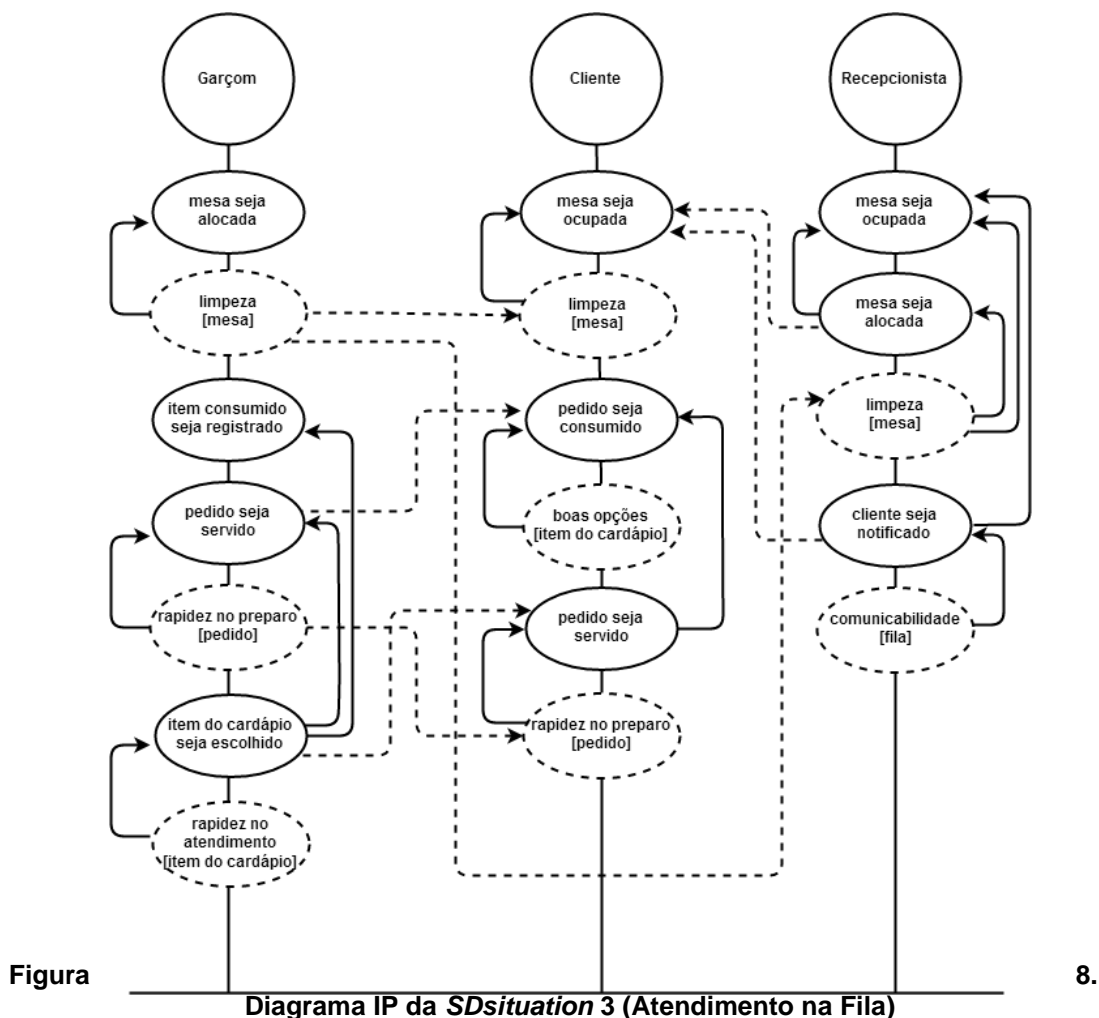 Garçom
Cliente
Recepcionista
mesa seja
alocada
limpeza
[mesa]
item consumido
seja registrado
pedido seja
servido
rapidez no preparo
[pedido]
item do cardápio
seja escolhido
rapidez no
atendimento
[item do cardápio]
mesa seja
ocupada
limpeza
[mesa]
pedido seja
consumido
boas opções
[item do cardápio]
pedido seja
servido
rapidez no preparo
[pedido]
mesa seja
ocupada
mesa seja
alocada
limpeza
[mesa]
cliente seja
notificado
comunicabilidade
[fila]
Figura 8.
Diagrama IP da SDsituation 3 (Atendimento na Fila)